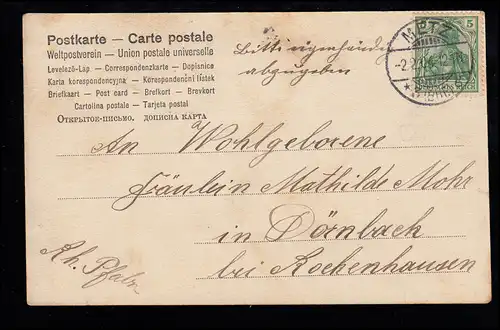 Postkarte – Carte postale
Weltpostverein – Union postale universelle
Levelező-Lap. – Correspondenzkarte – Dopisnice
Karta korespondencyjna – Korespondenční lístek
Briefkaart – Post card – Brefkort – Brevkort
Cartolina postale – Tarjeta postal
Открытое-письмо. дописна карта
Bitte eigenhändig
abzugeben
METZ
5
An Wohlgeborene
Fräulein Mathilde Mohr
in Dörnbach
bei Rockenhausen
Rh. Pfalz